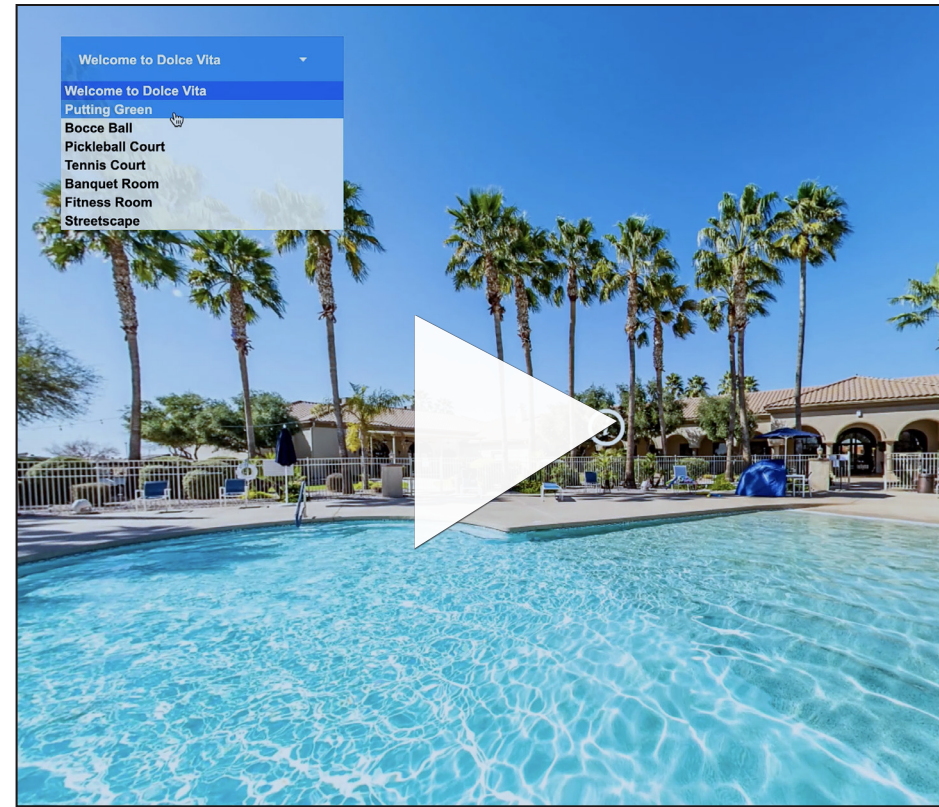 Welcome to Dolce Vita
Welcome to Dolce Vita
Putting Green
Bocce Ball
Pickleball Court
Tennis Court
Banquet Room
Fitness Room
Streetscape